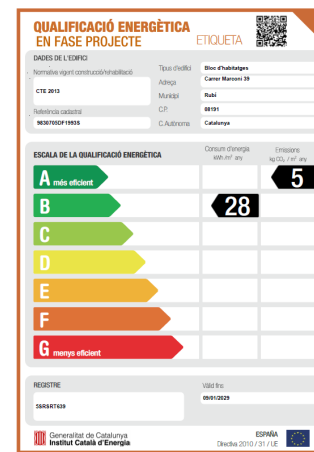 QUALIFICACIÓ ENERGÈTICA
EN FASE PROJECTE
ETIQUETA
DADES DE L'EDIFICI
Normativa vigent construcció/rehabilitació
CTE 2013
Referència cadastral
Tipus d'edifici
Bloc d'habitatges
Adreça
Carrer Marconi 39
Municipi
Rubí
C.P.
08191
C.Autònoma
Catalunya
ESCALA DE LA QUALIFICACIÓ ENERGÈTICA
Consum d'energia
kWh/m² any
Emissions
kg CO₂ / m² any
A més eficient
5
B
28
C
D
E
F
G menys eficient
REGISTRE
5SRSRT639
Vàlid fins
09/01/2029
Generalitat de Catalunya
Institut Català d'Energia
ESPAÑA
Directiva 2010 / 31 / UE